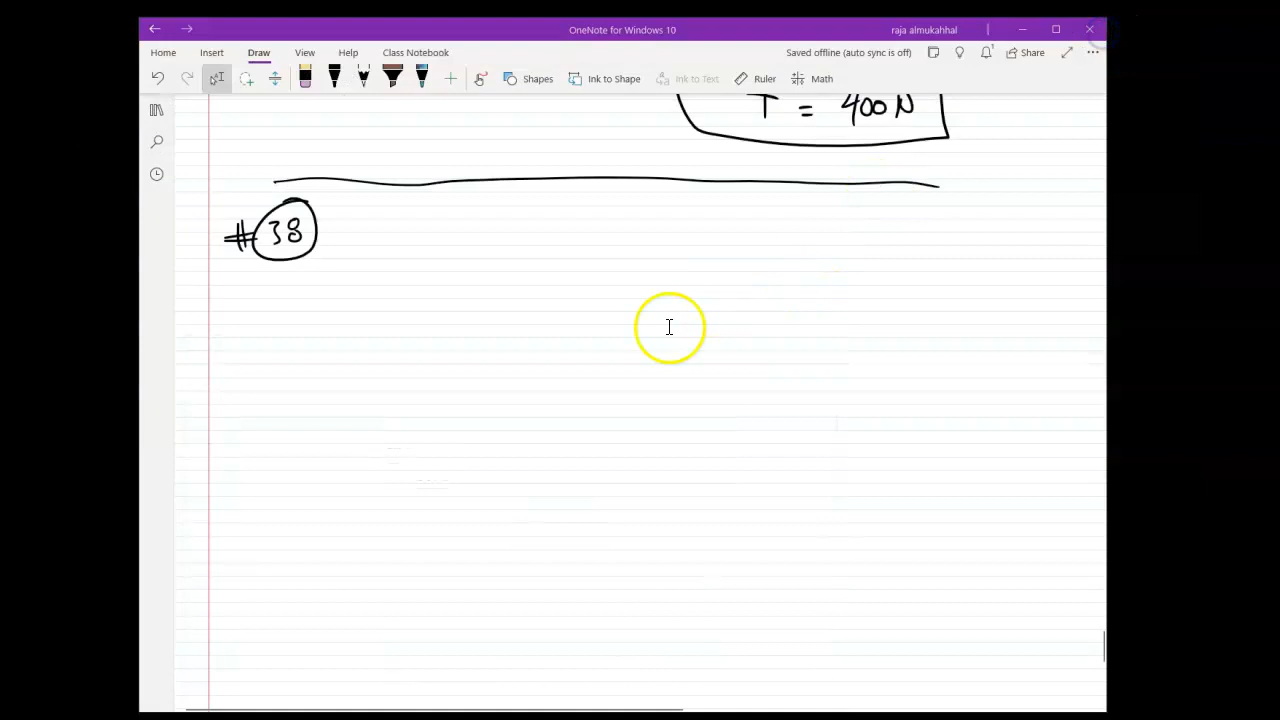 OneNote for Windows 10
raja almukahhal
Home Insert Draw View Help Class Notebook
Saved offline (auto sync is off)
Share
Shapes
Ink to Shape
Ink to Text
Ruler
Math
T = 400 N
# 38